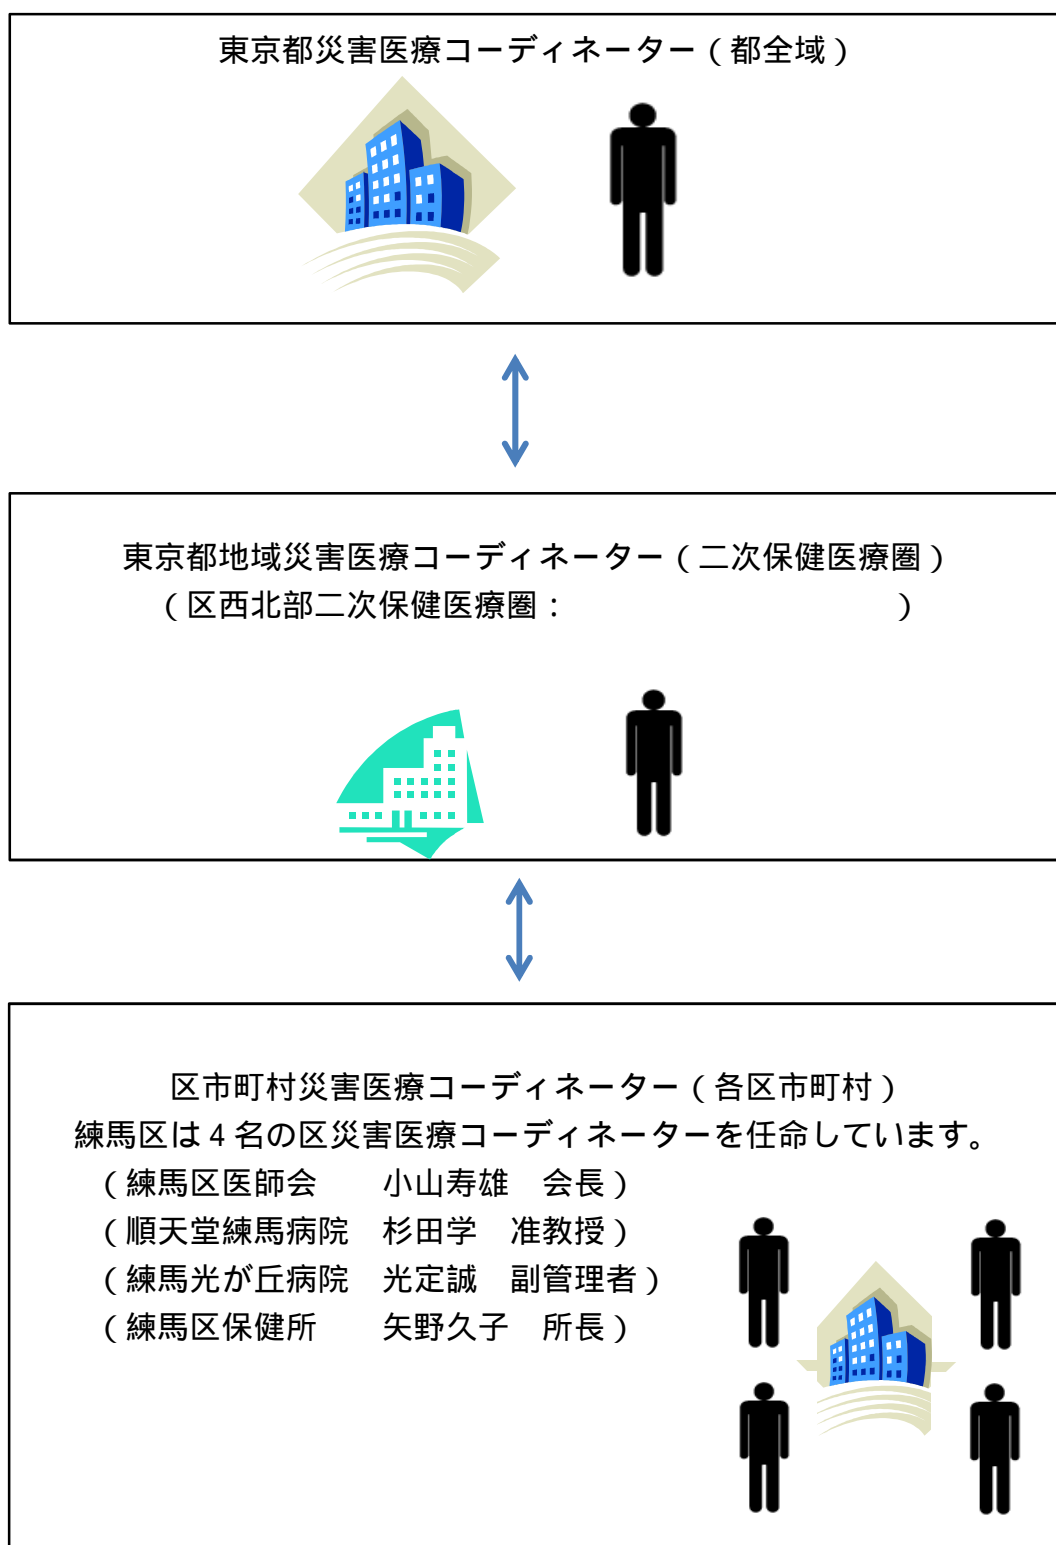 東京都災害医療コーディネーター（都全域）
東京都地域災害医療コーディネーター（二次保健医療圏）
（区西北部二次保健医療圏：　　　　　　　　　　）
区市町村災害医療コーディネーター（各区市町村）
練馬区は４名の区災害医療コーディネーターを任命しています。
（練馬区医師会　　小山寿雄　会長）
（順天堂練馬病院　杉田学　准教授）
（練馬光が丘病院　光定誠　副管理者）
（練馬区保健所　　矢野久子　所長）